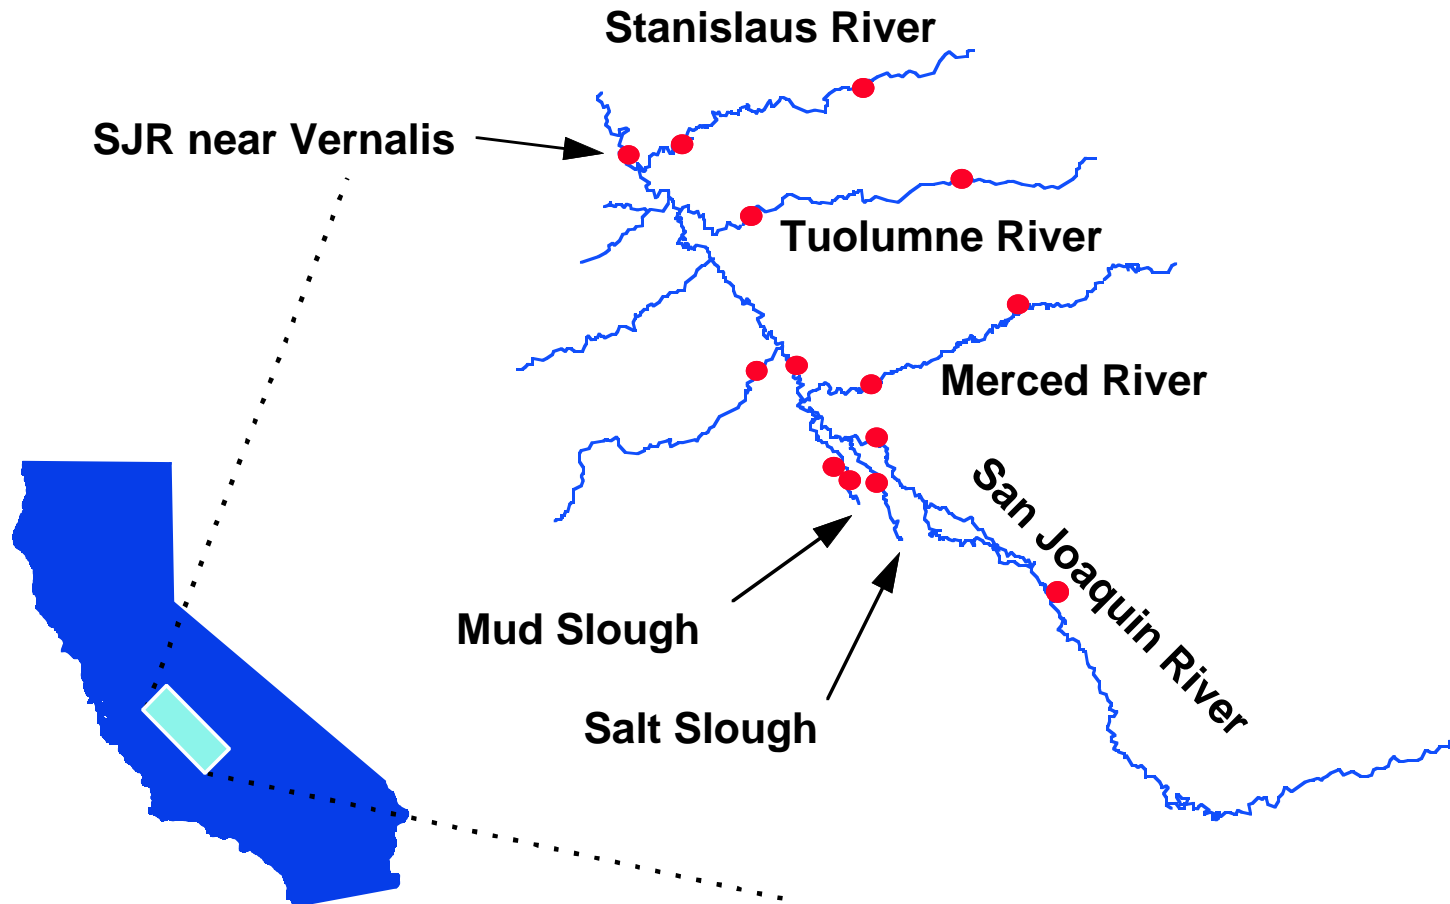 Stanislaus River
SJR near Vernalis
Tuolumne River
Merced River
San Joaquin River
Mud Slough
Salt Slough